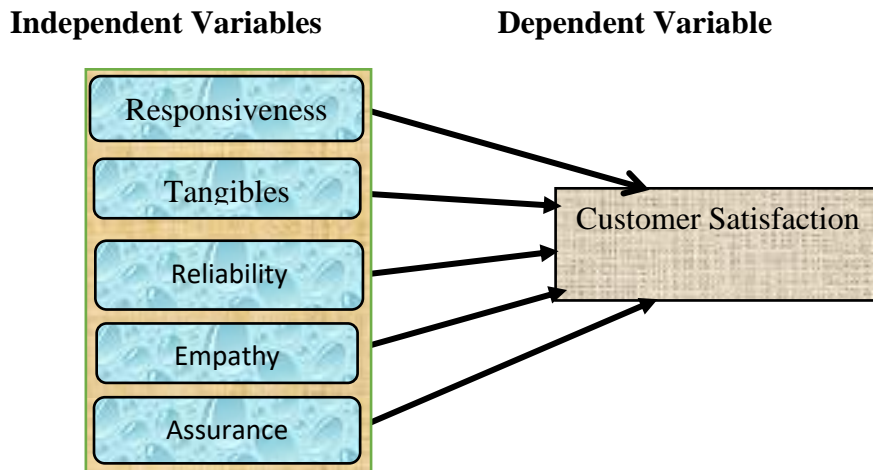 Independent Variables
Dependent Variable
Responsiveness
Tangibles
Customer Satisfaction
Reliability
Empathy
Assurance